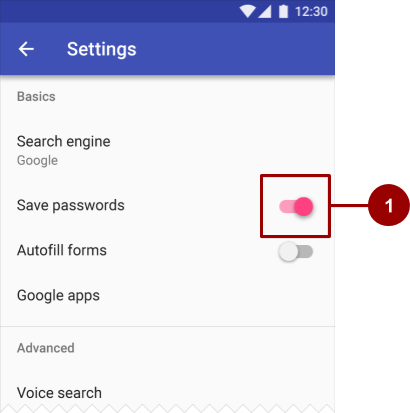 12:30
Settings
Basics
Search engine
Google
Save passwords
1
Autofill forms
Google apps
Advanced
Voice search